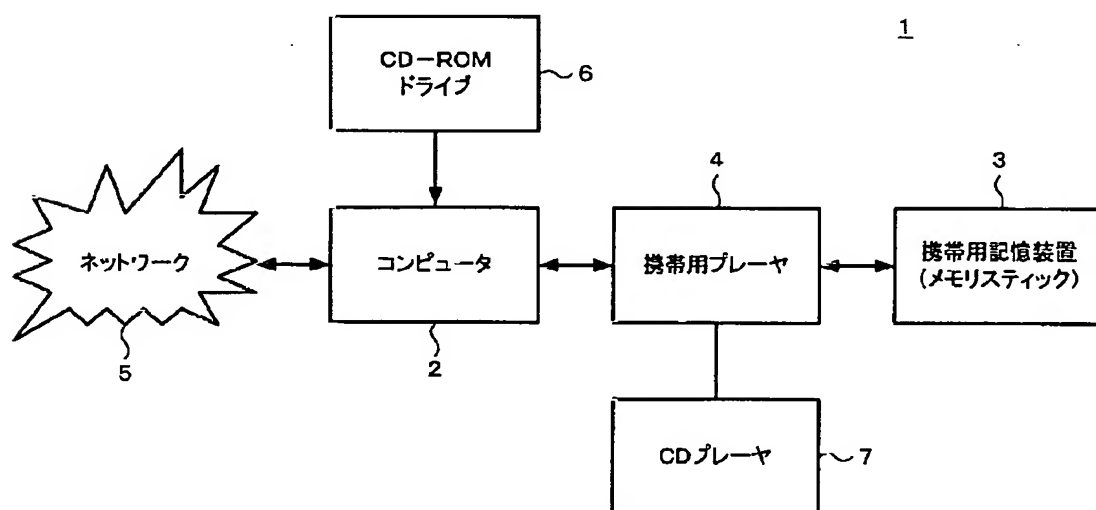 1
CD-ROM
ドライブ
6
4
3
ネットワーク
コンピュータ
携帯用プレーヤ
携帯用記憶装置
(メモリスティック)
5
2
CDプレーヤ
7